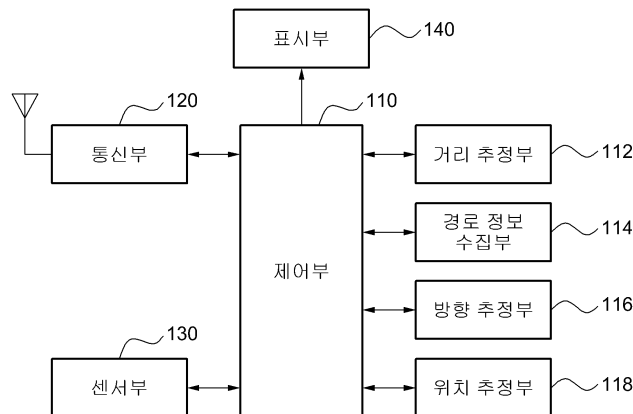 표시부
140
120
110
통신부
거리 추정부
112
경로 정보
수집부
114
제어부
방향 추정부
116
130
센서부
위치 추정부
118